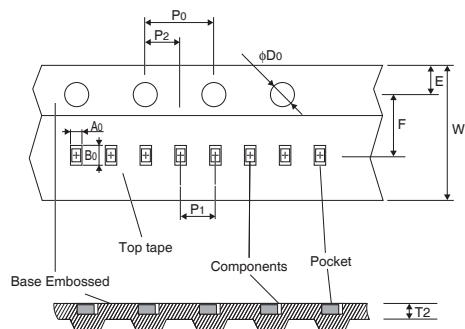 P0
P2
φD0
E
F
W
A0
B0
P1
Top tape
Base Embossed
Components
Pocket
T2